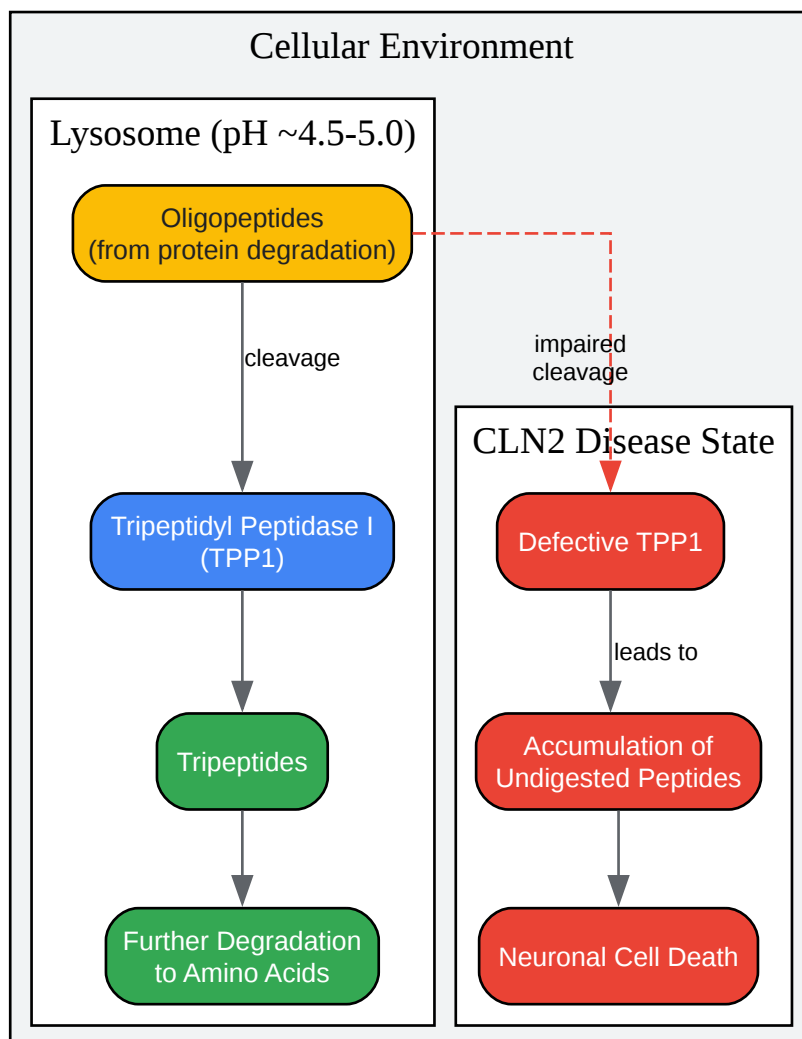 Cellular Environment
Lysosome (pH ~4.5-5.0)
Oligopeptides
(from protein degradation)
cleavage
impaired
cleavage
CLN2 Disease State
Tripeptidyl Peptidase I
(TPP1)
Defective TPP1
leads to
Tripeptides
Accumulation of
Undigested Peptides
Further Degradation
to Amino Acids
Neuronal Cell Death